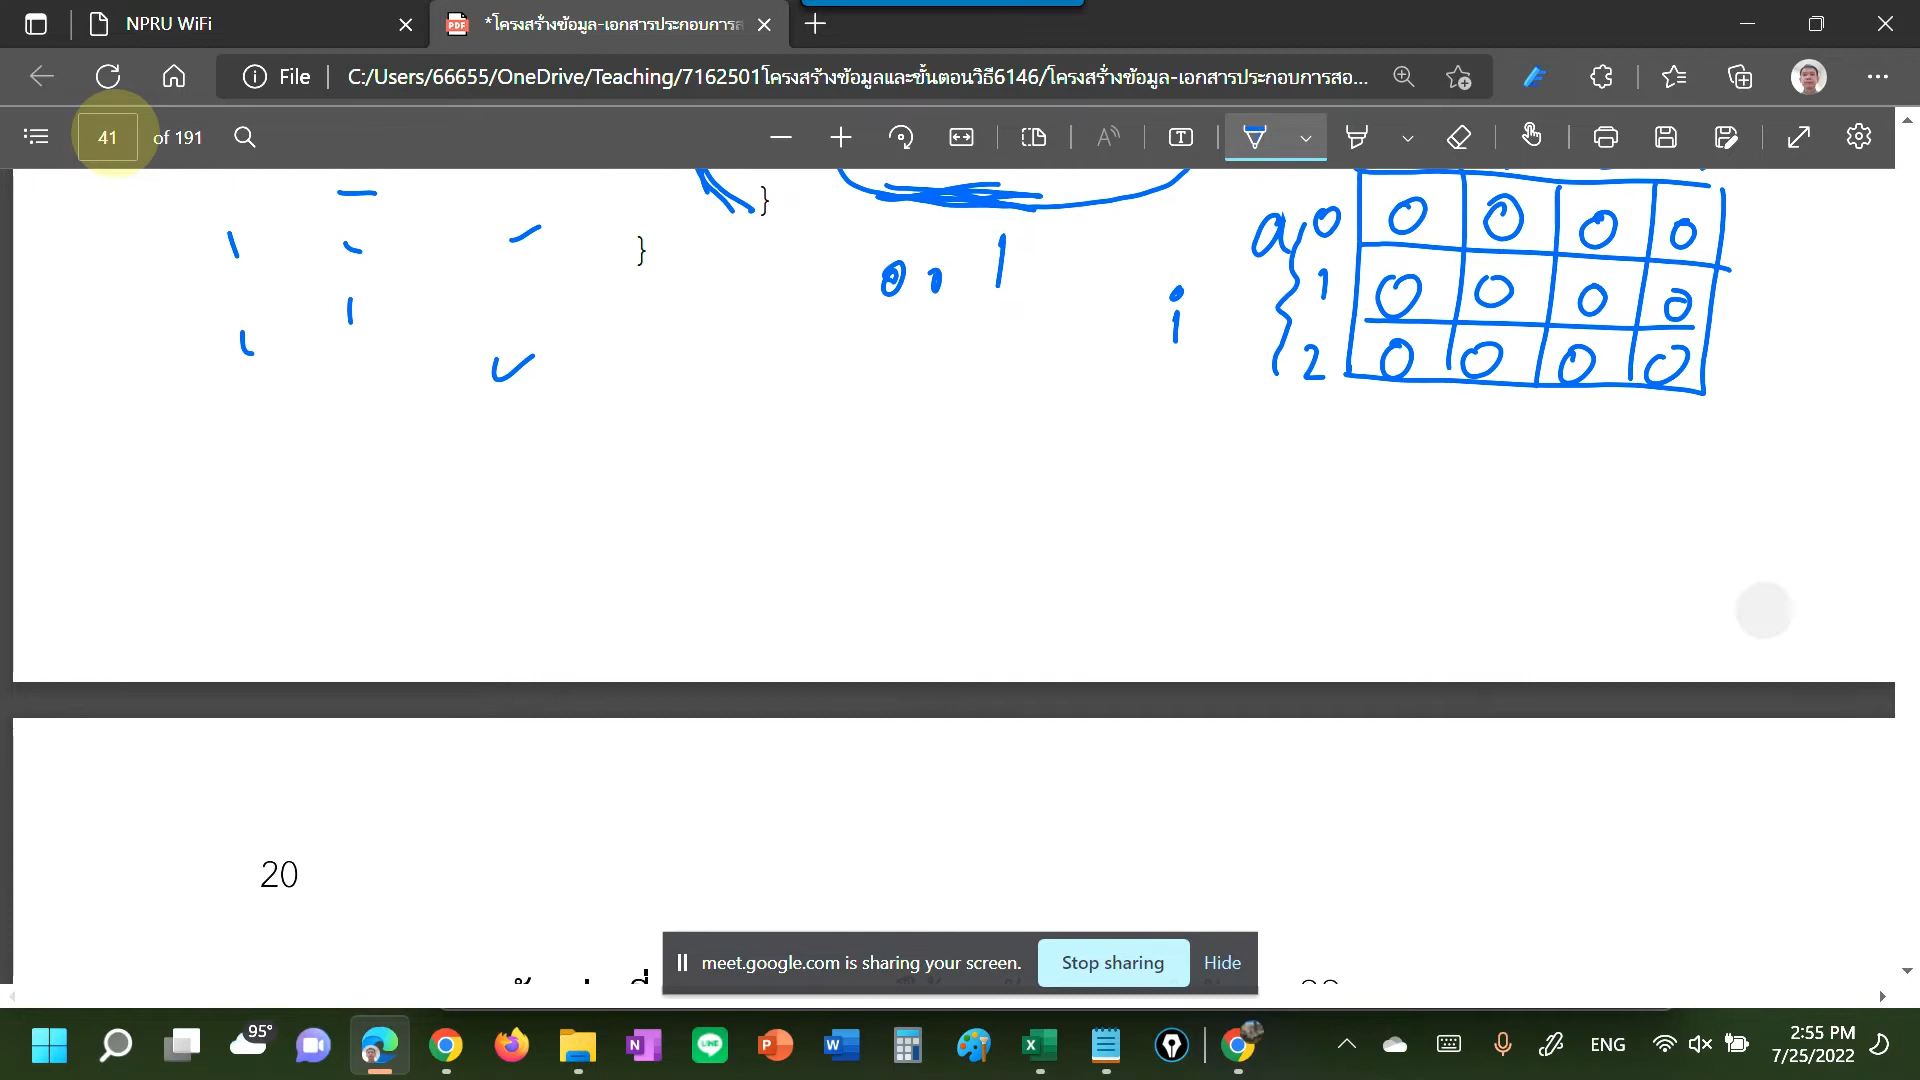 NPRU WiFi
*โครงสร้างข้อมูล-เอกสารประกอบการส
File
C:/Users/66655/OneDrive/Teaching/7162501โครงสร้างข้อมูลและขั้นตอนวิธี6146/โครงสร้างข้อมูล-เอกสารประกอบการสอ...
41 of 191
}
a 0 0 0 0 0
}
0 , 1
i
1 0 0 0 0
2 0 0 0 0
20
meet.google.com is sharing your screen.
Stop sharing
Hide
95°
ENG
2:55 PM
7/25/2022